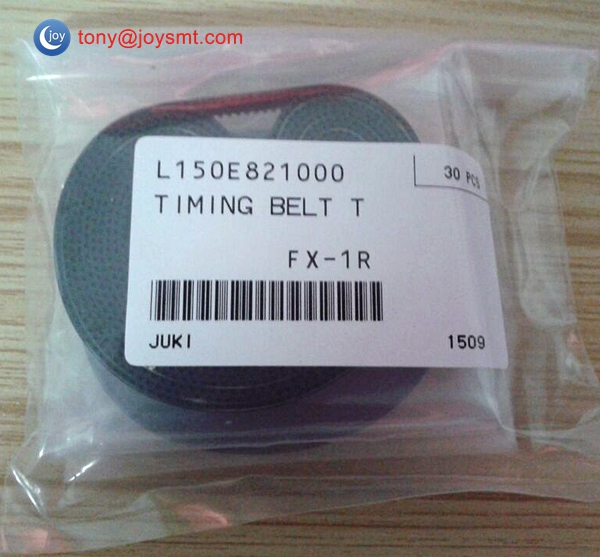 joy tony@joysmt.com
L150E821000 30 PCS
TIMING BELT T
FX-1R
JUKI 1509